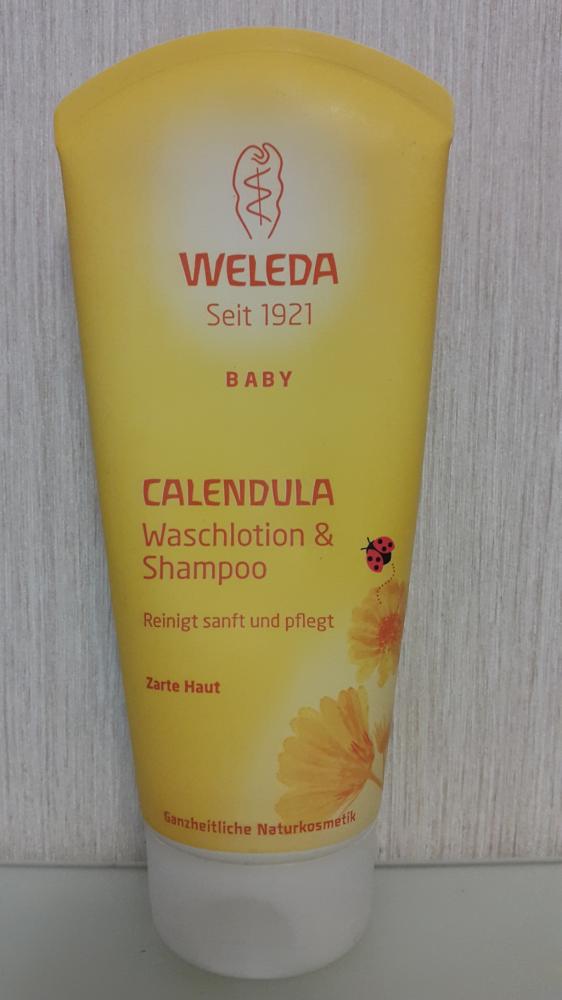 WELEDA
Seit 1921
BABY
CALENDULA
Waschlotion &
Shampoo
Reinigt sanft und pflegt
Zarte Haut
Ganzheitliche Naturkosmetik